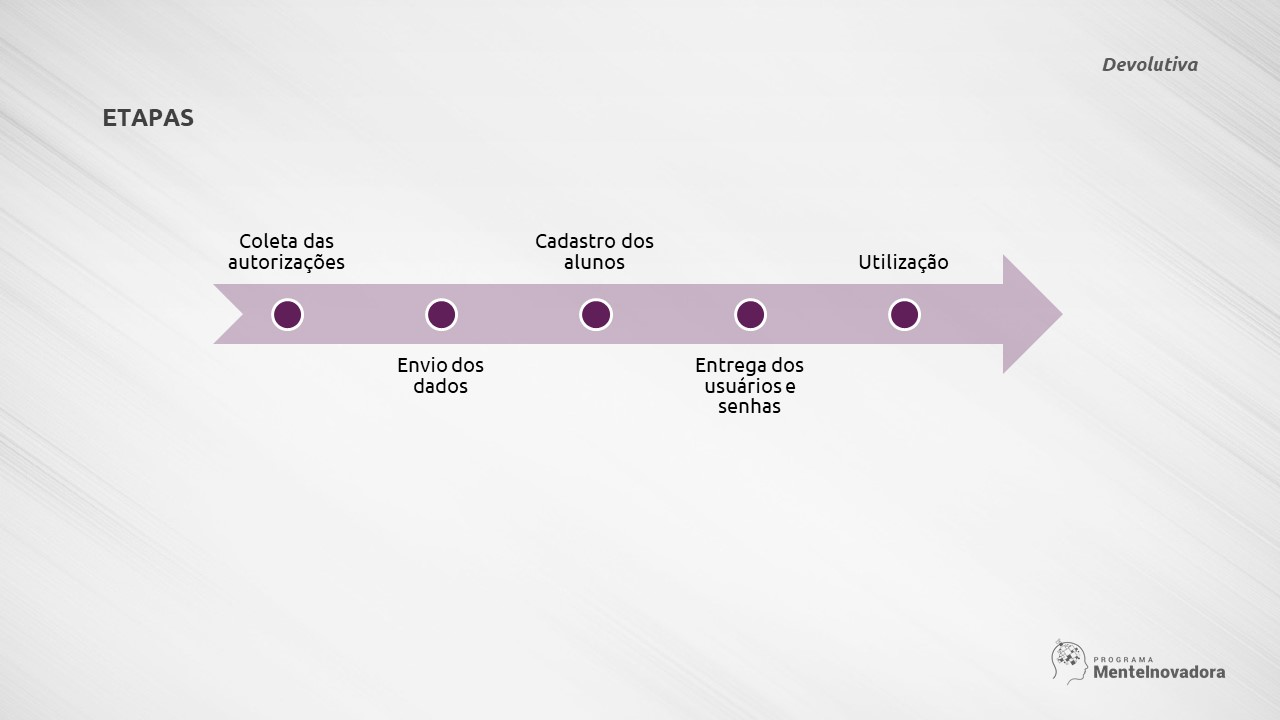 Devolutiva
ETAPAS
Coleta das
autorizações
Envio dos
dados
Cadastro dos
alunos
Entrega dos
usuários e
senhas
Utilização
PROGRAMA
MenteInovadora